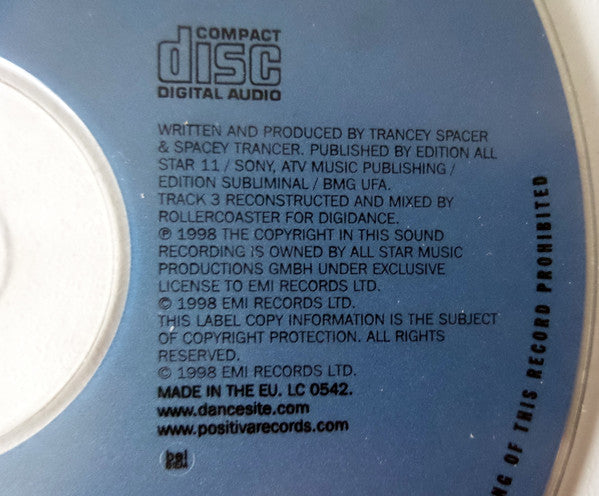 COMPACT
disc
DIGITAL AUDIO
WRITTEN AND PRODUCED BY TRANCEY SPACER
& SPACEY TRANCER. PUBLISHED BY EDITION ALL
STAR 11 / SONY, ATV MUSIC PUBLISHING /
EDITION SUBLIMINAL / BMG UFA.
TRACK 3 RECONSTRUCTED AND MIXED BY
ROLLERCOASTER FOR DIGIDANCE.
℗ 1998 THE COPYRIGHT IN THIS SOUND
RECORDING IS OWNED BY ALL STAR MUSIC
PRODUCTIONS GMBH UNDER EXCLUSIVE
LICENSE TO EMI RECORDS LTD.
© 1998 EMI RECORDS LTD.
THIS LABEL COPY INFORMATION IS THE SUBJECT
OF COPYRIGHT PROTECTION. ALL RIGHTS
RESERVED.
© 1998 EMI RECORDS LTD.
MADE IN THE EU. LC 0542.
www.dancesite.com
www.positivarecords.com
bel
BIEM
OF THIS RECORD PROHIBITED